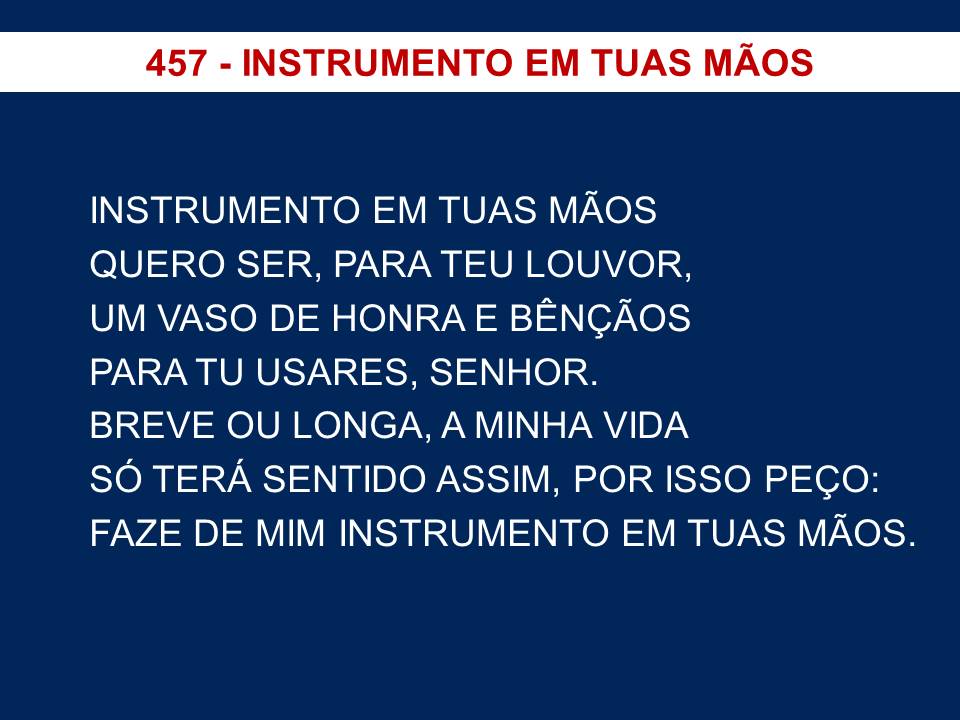 457 - INSTRUMENTO EM TUAS MÃOS
INSTRUMENTO EM TUAS MÃOS
QUERO SER, PARA TEU LOUVOR,
UM VASO DE HONRA E BÊNÇÃOS
PARA TU USARES, SENHOR.
BREVE OU LONGA, A MINHA VIDA
SÓ TERÁ SENTIDO ASSIM, POR ISSO PEÇO:
FAZE DE MIM INSTRUMENTO EM TUAS MÃOS.